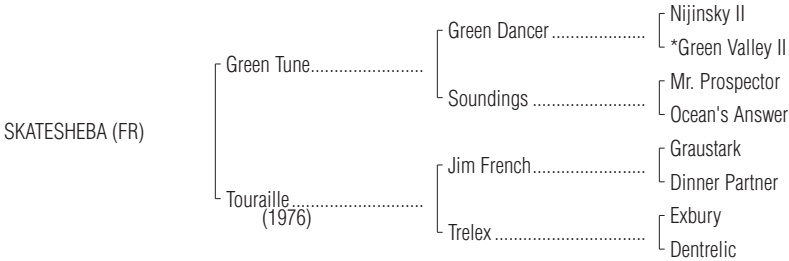 Nijinsky II
Green Dancer.....................
*Green Valley II
Green Tune.........................
Mr. Prospector
Soundings .........................
Ocean's Answer
SKATESHEBA (FR)
Graustark
Jim French.........................
Dinner Partner
Touraille.............................
(1976)
Exbury
Trelex .................................
Dentrelic